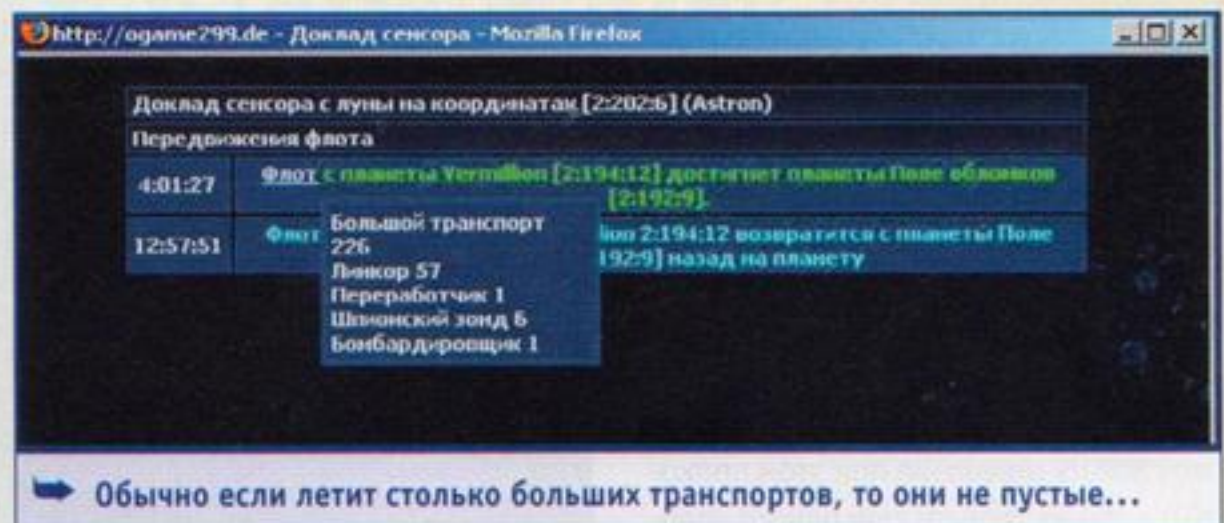 http://ogame299.de - Доклад сенсора - Mozilla Firefox
Доклад сенсора с луны на координатах [2:202:6] (Astron)
Передвижения флота
4:01:27 Флот с планеты Vermillion [2:194:12] достигнет планеты Поле обломков
[2:192:9].
12:57:51 Флот lion 2:194:12 возвратится с планеты Поле
192:9] назад на планету
Большой транспорт
226
Линкор 57
Переработчик 1
Шпионский зонд 6
Бомбардировщик 1
Обычно если летит столько больших транспортов, то они не пустые...